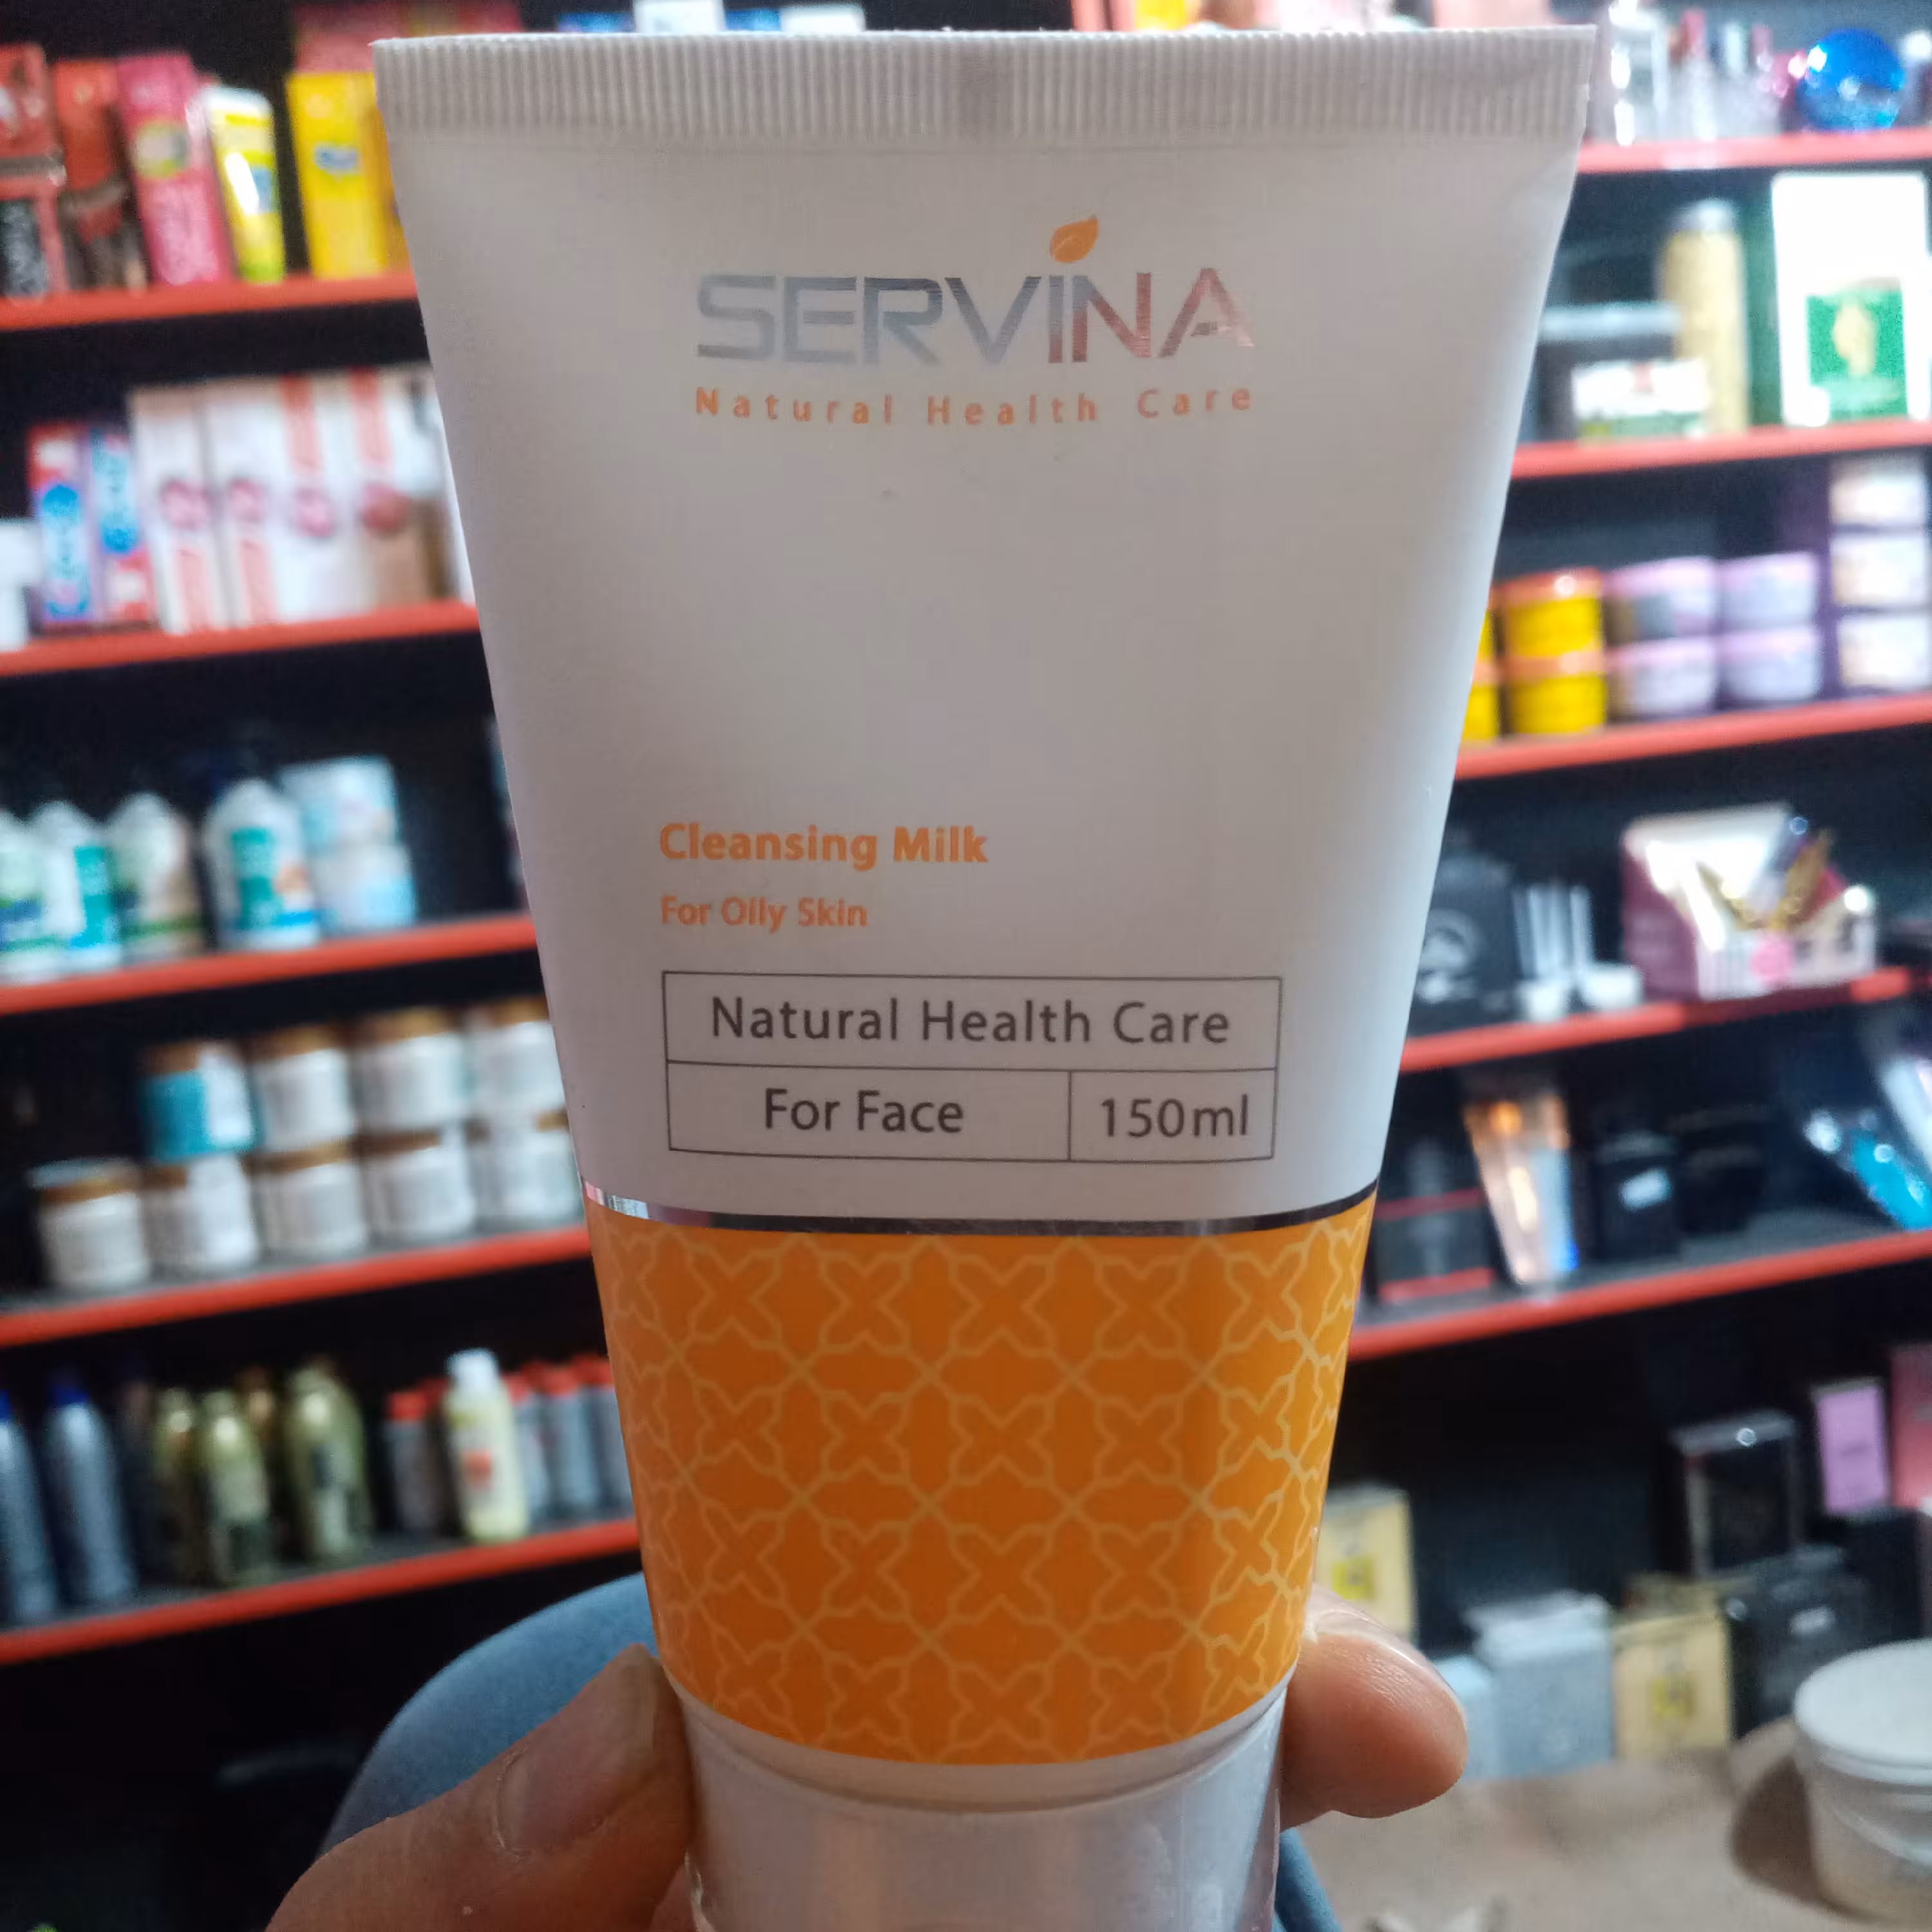 SERVINA
Natural Health Care
Cleansing Milk
For Oily Skin
Natural Health Care
For Face
150ml